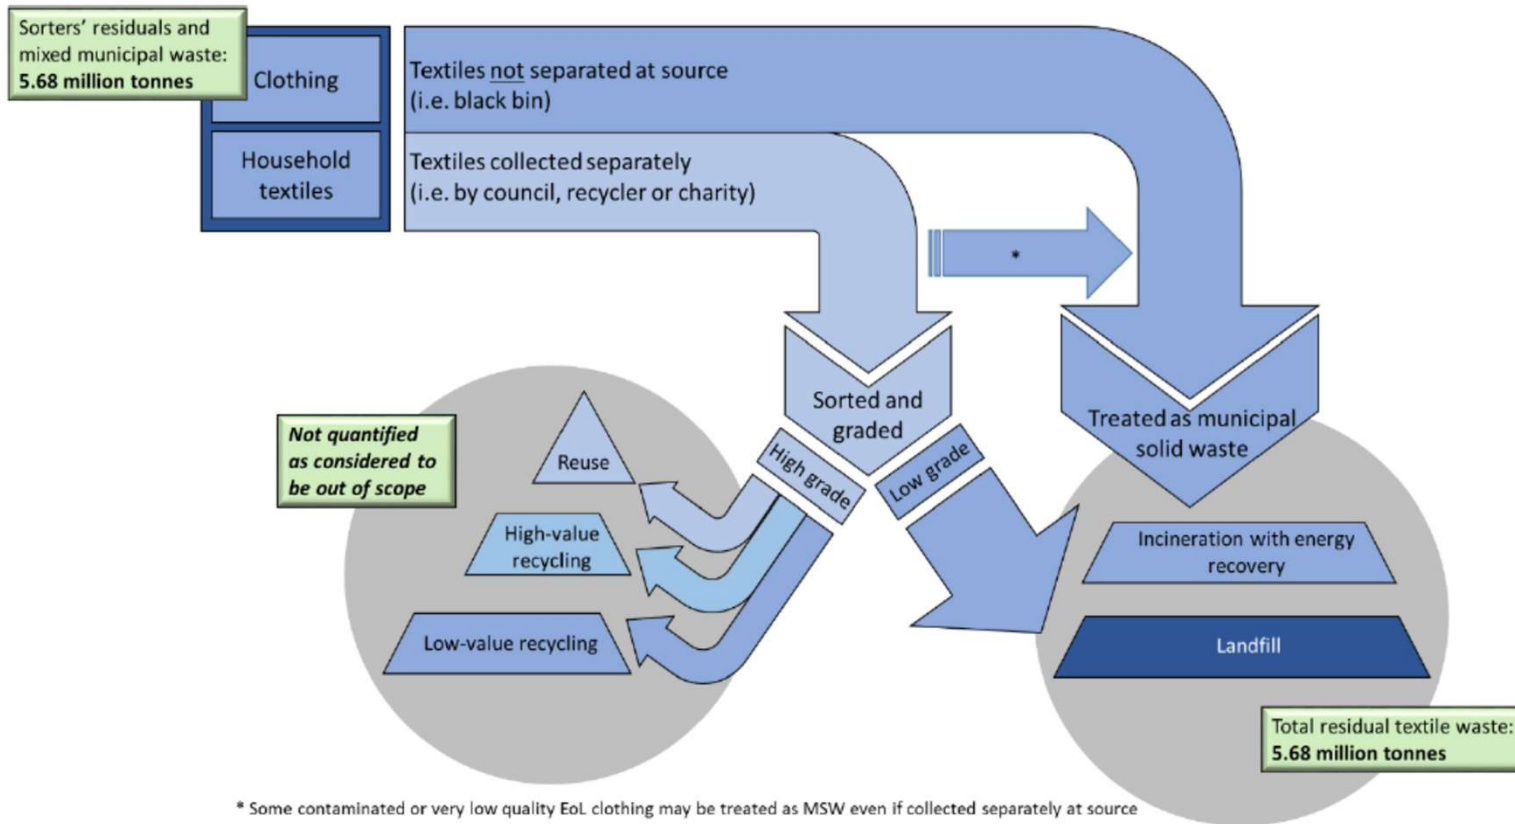 Sorters' residuals and
mixed municipal waste:
5.68 million tonnes
Clothing
Household
textiles
Textiles not separated at source
(i.e. black bin)
Textiles collected separately
(i.e. by council, recycler or charity)
*
Sorted and
graded
High grade
Low grade
Treated as municipal
solid waste
Not quantified
as considered to
be out of scope
Reuse
High-value
recycling
Low-value recycling
Incineration with energy
recovery
Landfill
Total residual textile waste:
5.68 million tonnes
* Some contaminated or very low quality EoL clothing may be treated as MSW even if collected separately at source